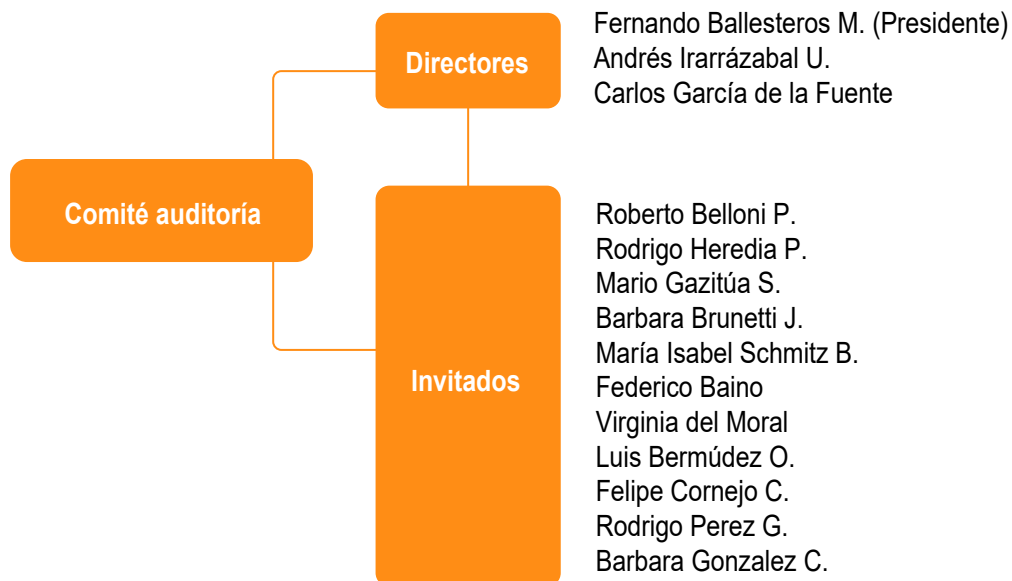 Directores
Fernando Ballesteros M. (Presidente)
Andrés Irarrázabal U.
Carlos García de la Fuente
Comité auditoría
Invitados
Roberto Belloni P.
Rodrigo Heredia P.
Mario Gazitúa S.
Barbara Brunetti J.
María Isabel Schmitz B.
Federico Baino
Virginia del Moral
Luis Bermúdez O.
Felipe Cornejo C.
Rodrigo Perez G.
Barbara Gonzalez C.